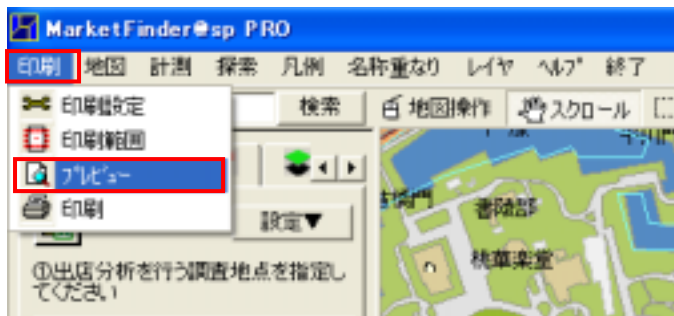 MarketFinder@sp PRO
印刷 地図 計測 探索 凡例 名称重なり レイヤ ヘルプ 終了
印刷設定
検索
地図操作
スクロール
印刷範囲
プレビュー
印刷
設定▼
書陵部
桃華楽堂
①出店分析を行う調査地点を指定し
てください